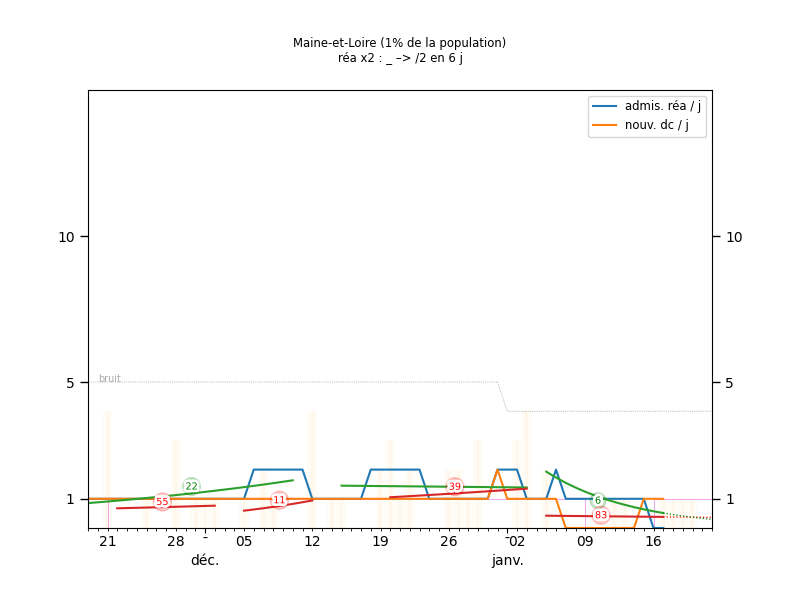 Maine-et-Loire (1% de la population)
réa x2 : _ –> /2 en 6 j
admis. réa / j
nouv. dc / j
10 10
bruit
5 5
22 55 11 39 6 83
1 1
21 28 05 12 19 26 02 09 16
déc. janv.